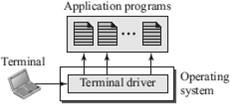 Application programs
...
Terminal
Terminal driver
Operating
system